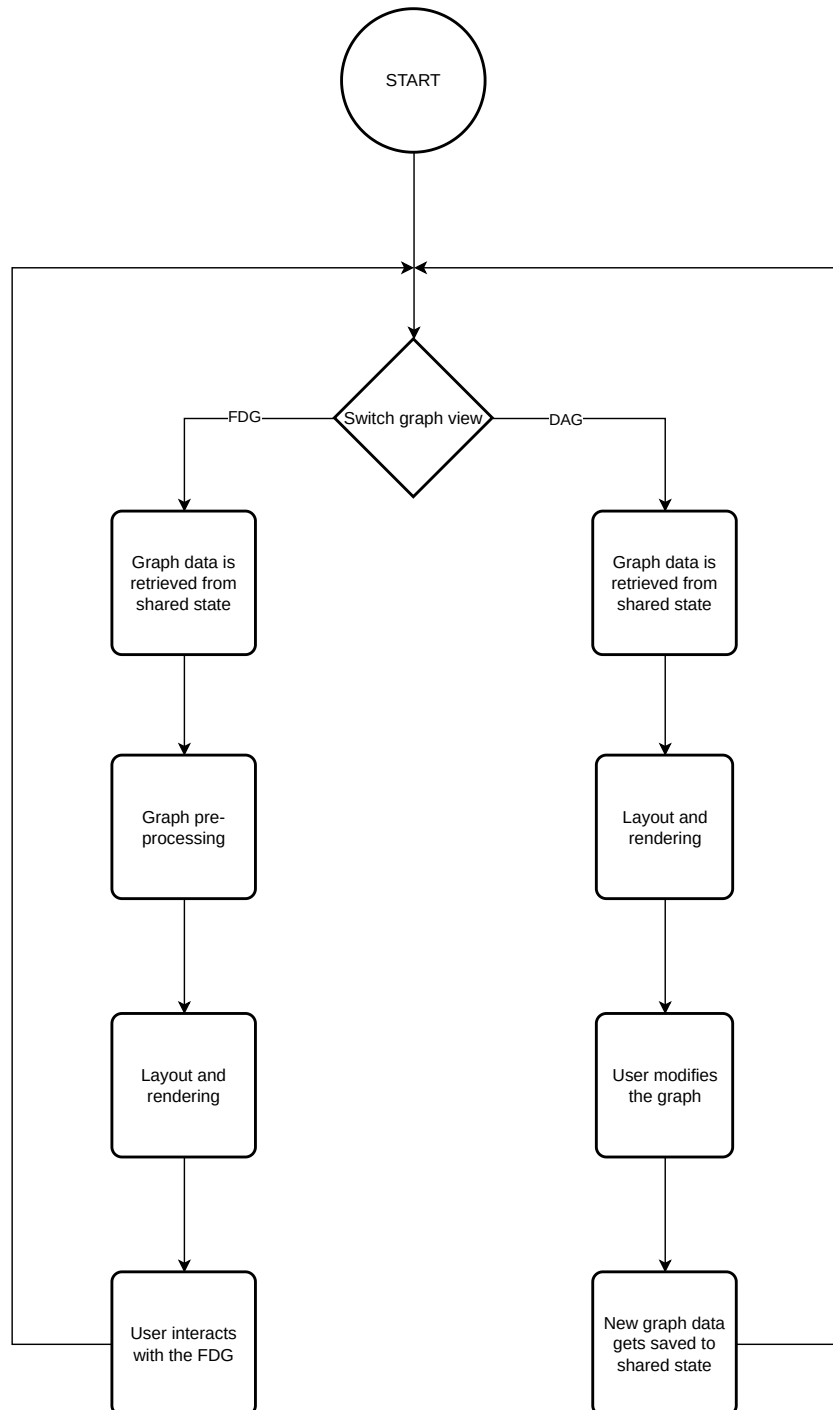 START
Switch graph view
FDG
DAG
Graph data is
retrieved from
shared state
Graph data is
retrieved from
shared state
Graph pre-
processing
Layout and
rendering
Layout and
rendering
User modifies
the graph
User interacts
with the FDG
New graph data
gets saved to
shared state